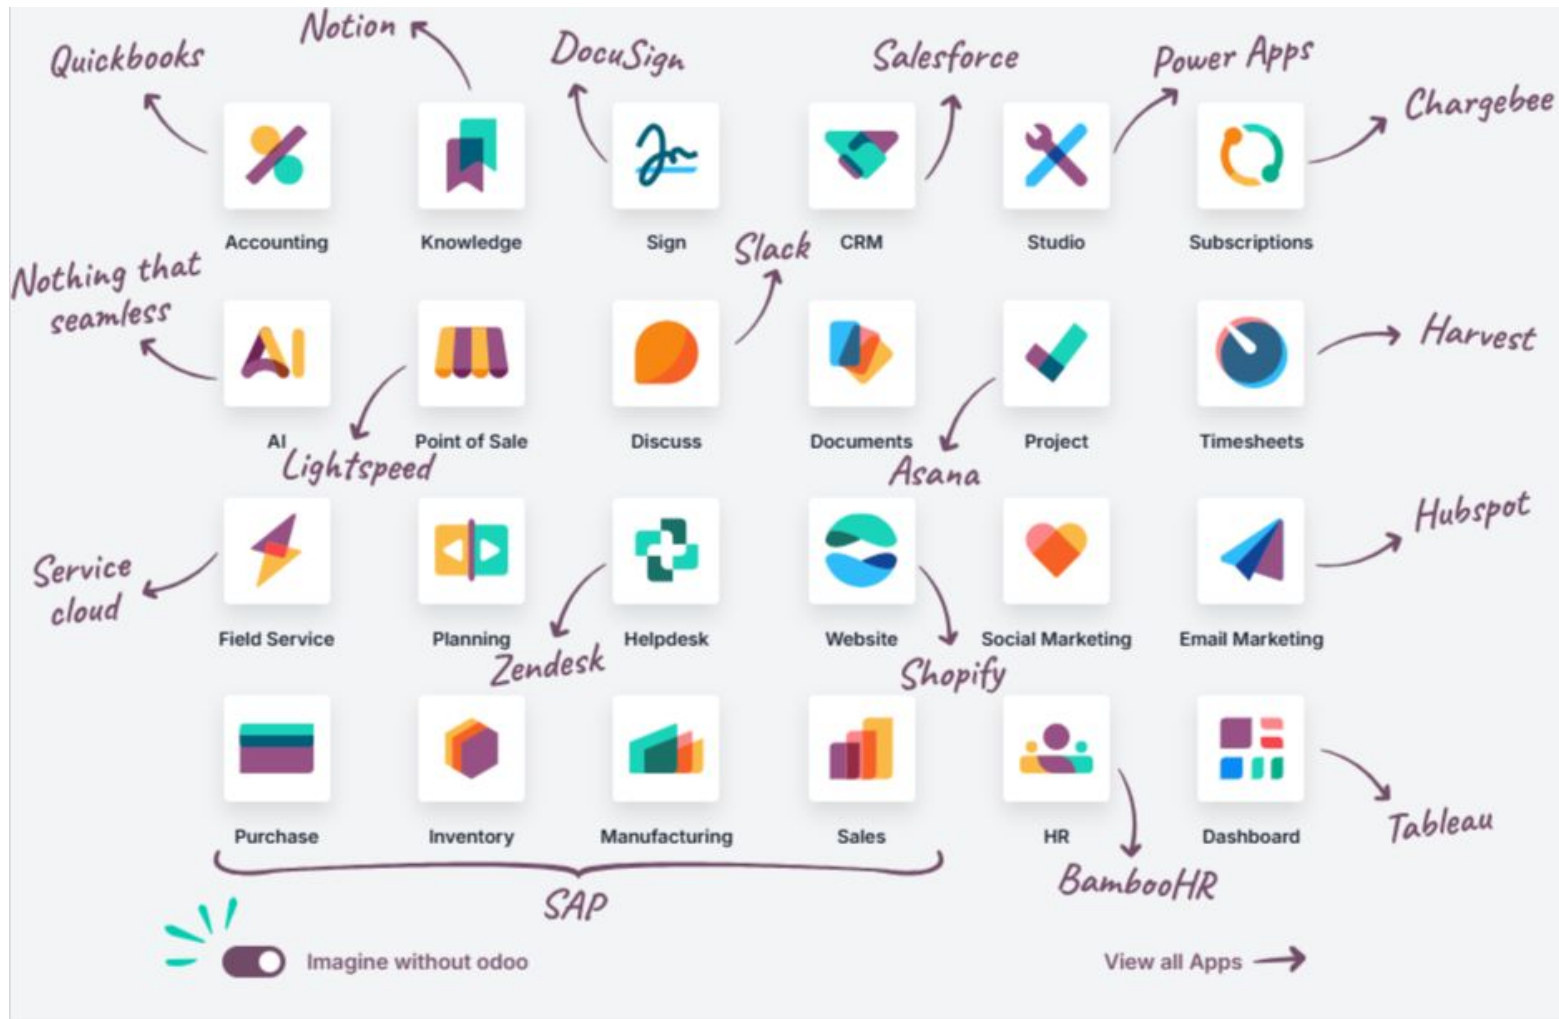 Notion
Quickbooks
DocuSign
Salesforce
Power Apps
Chargebee
Accounting
Knowledge
Sign
CRM
Studio
Subscriptions
Slack
Nothing that
seamless
Harvest
AI
Point of Sale
Discuss
Documents
Project
Timesheets
Lightspeed
Asana
Hubspot
Service
cloud
Field Service
Planning
Helpdesk
Website
Social Marketing
Email Marketing
Zendesk
Shopify
Purchase
Inventory
Manufacturing
Sales
HR
Dashboard
Tableau
BambooHR
SAP
Imagine without odoo
View all Apps